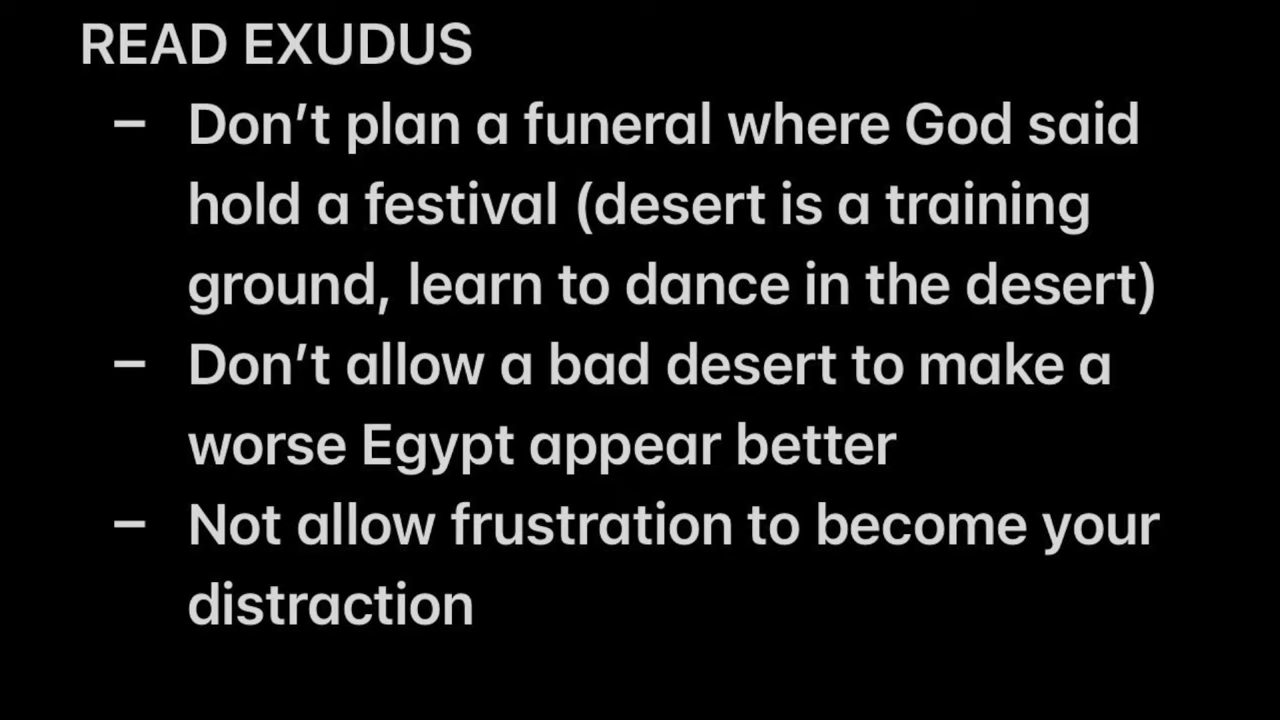 READ EXUDUS
– Don’t plan a funeral where God said
hold a festival (desert is a training
ground, learn to dance in the desert)
– Don’t allow a bad desert to make a
worse Egypt appear better
– Not allow frustration to become your
distraction